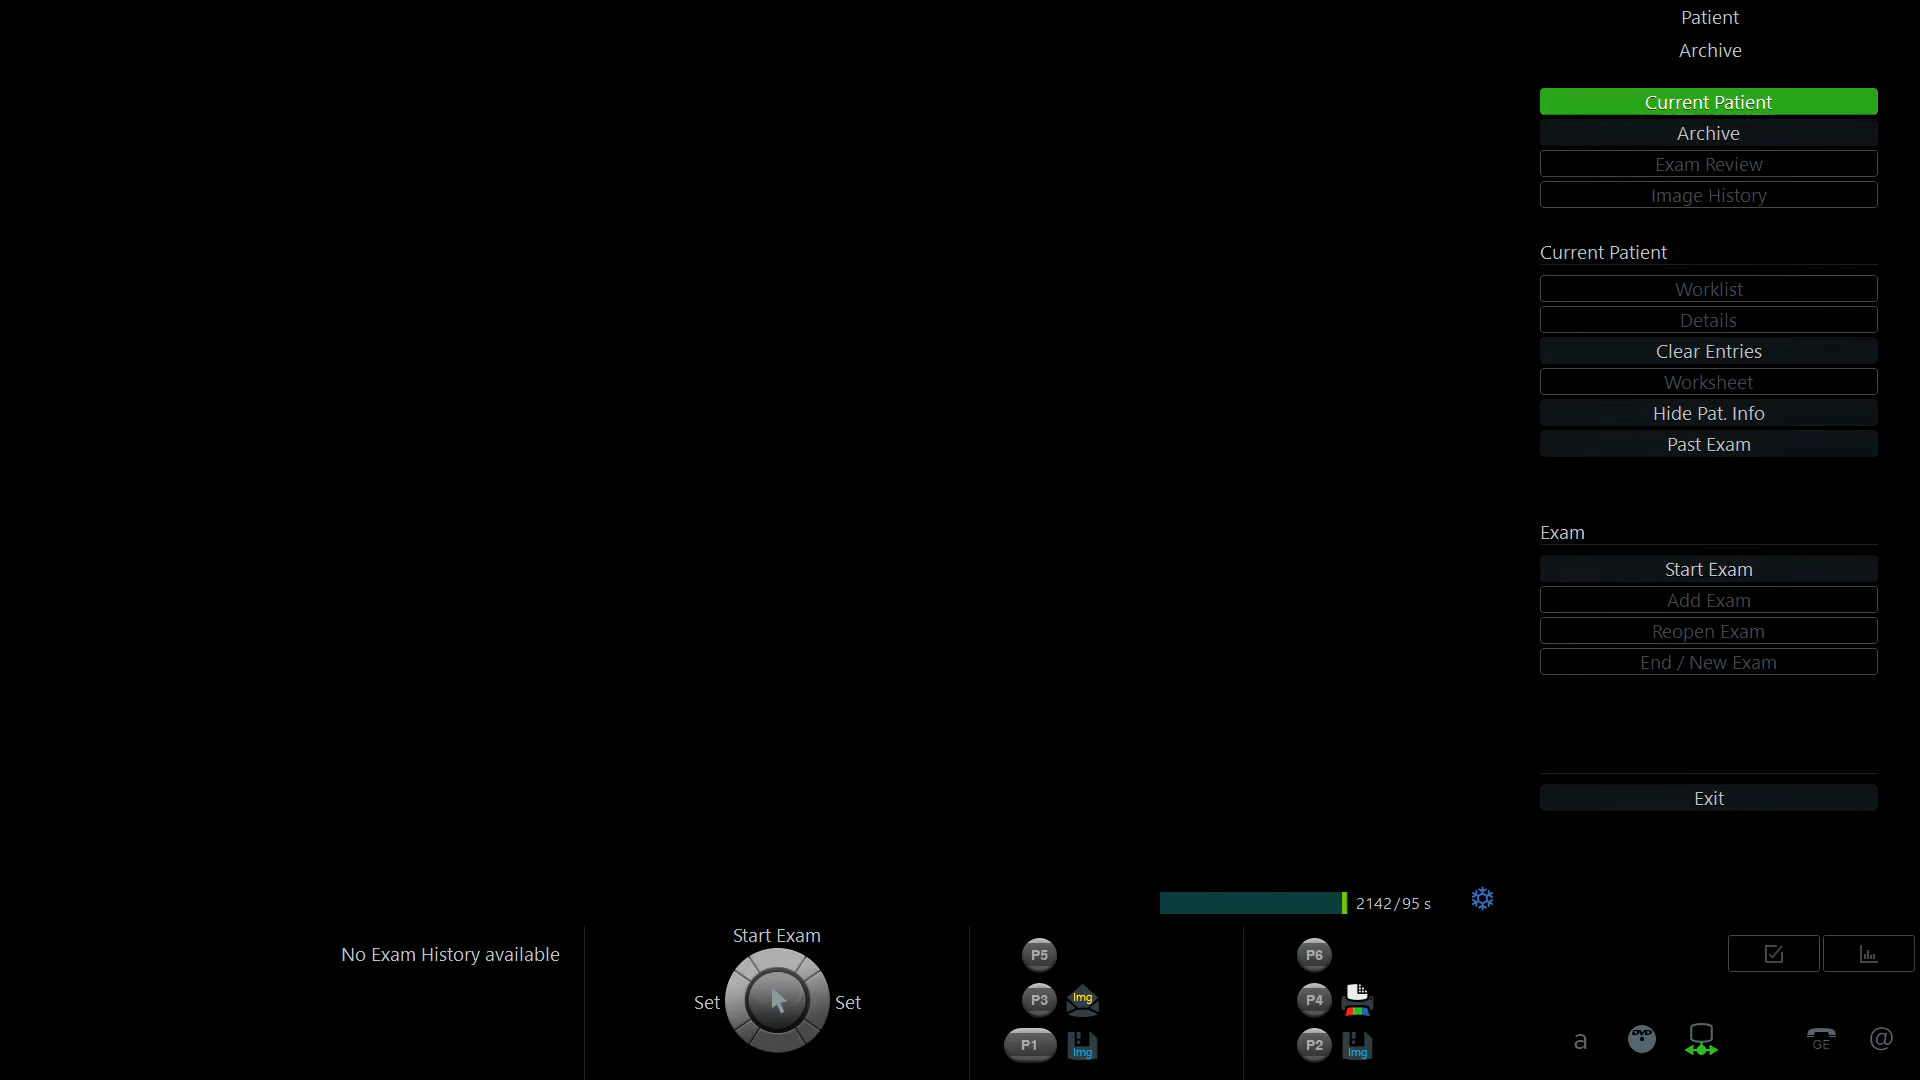 Patient
Archive
Current Patient
Archive
Exam Review
Image History
Current Patient
Worklist
Details
Clear Entries
Worksheet
Hide Pat. Info
Past Exam
Exam
Start Exam
Add Exam
Reopen Exam
End / New Exam
Exit
2142/95 s
No Exam History available
Start Exam
Set
Set
P5
P3
Img
P1
Img
P6
P4
P2
Img
a
DVD
GE
@